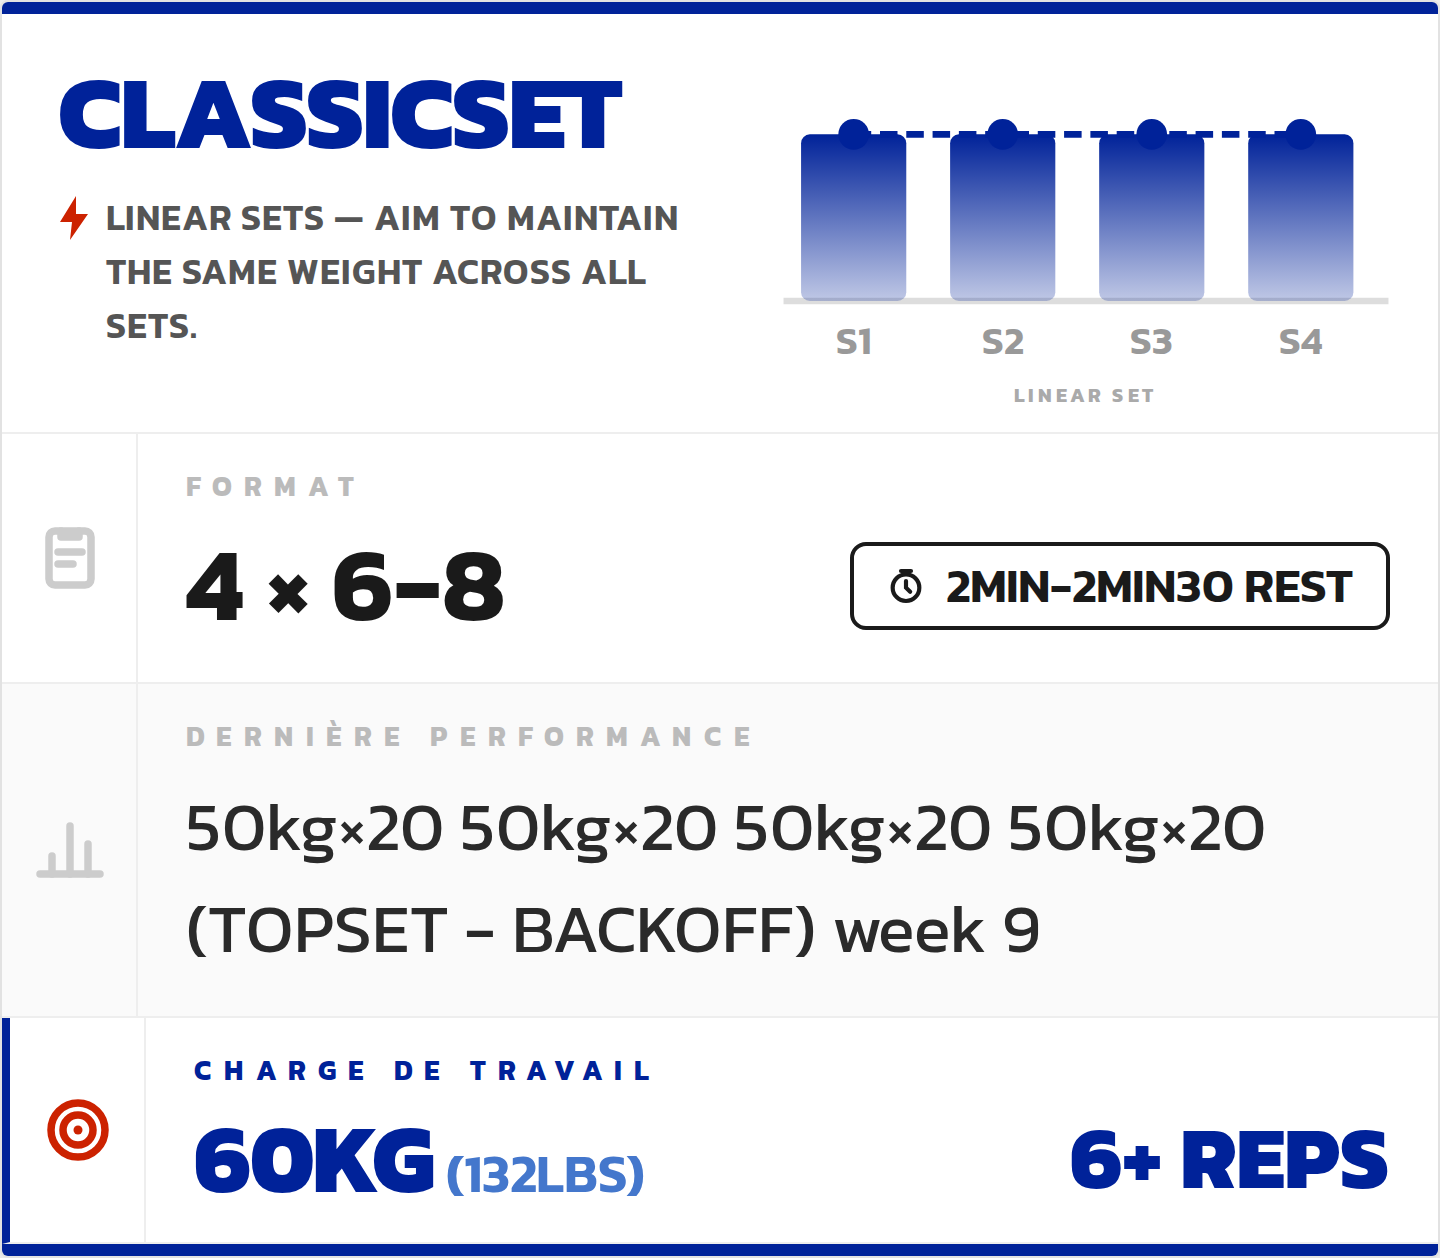 CLASSICSET
LINEAR SETS — AIM TO MAINTAIN
THE SAME WEIGHT ACROSS ALL
SETS.
S1 S2 S3 S4
LINEAR SET
FORMAT
4 × 6–8
2MIN–2MIN30 REST
DERNIÈRE PERFORMANCE
50kg×20 50kg×20 50kg×20 50kg×20
(TOPSET – BACKOFF) week 9
CHARGE DE TRAVAIL
60KG (132LBS)
6+ REPS